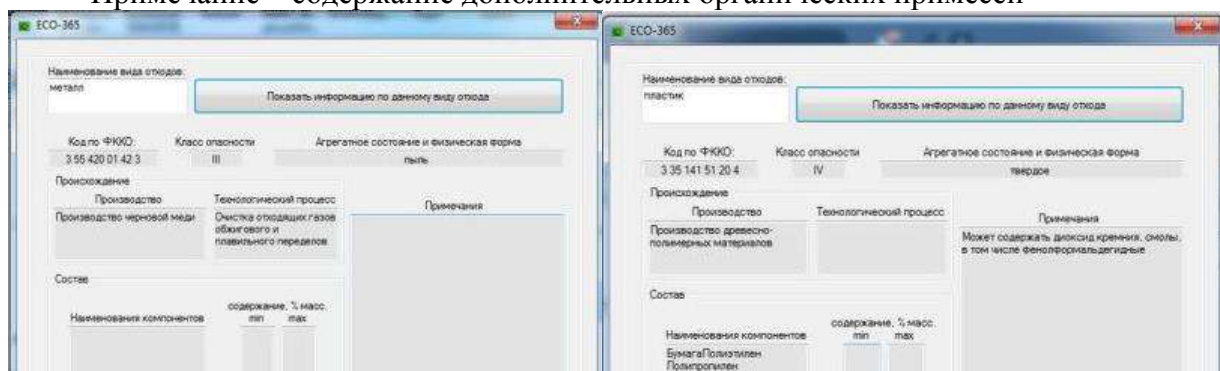 Примечание – содержание дополнительных органических примесей
ECO-365
Наименование вида отходов:
металл
Показать информацию по данному виду отхода
Код по ФККО:
Класс опасности
Агрегатное состояние и физическая форма
3 55 420 01 42 3
III
пыль
Происхождение
Производство
Технологический процесс
Примечания
Производство черновой меди
Очистка отходящих газов
обжигового и
плавильного переделов
Состав
содержание, % масс.
Наименования компонентов
min
max
ECO-365
Наименование вида отходов:
пластик
Показать информацию по данному виду отхода
Код по ФККО:
Класс опасности
Агрегатное состояние и физическая форма
3 35 141 51 20 4
IV
твердое
Происхождение
Производство
Технологический процесс
Примечания
Производство древесно-
полимерных материалов
Может содержать диоксид кремния, смолы,
в том числе фенолформальдегидные
Состав
содержание, % масс.
Наименования компонентов
min
max
БумагаПолиэтилен
Полипропилен